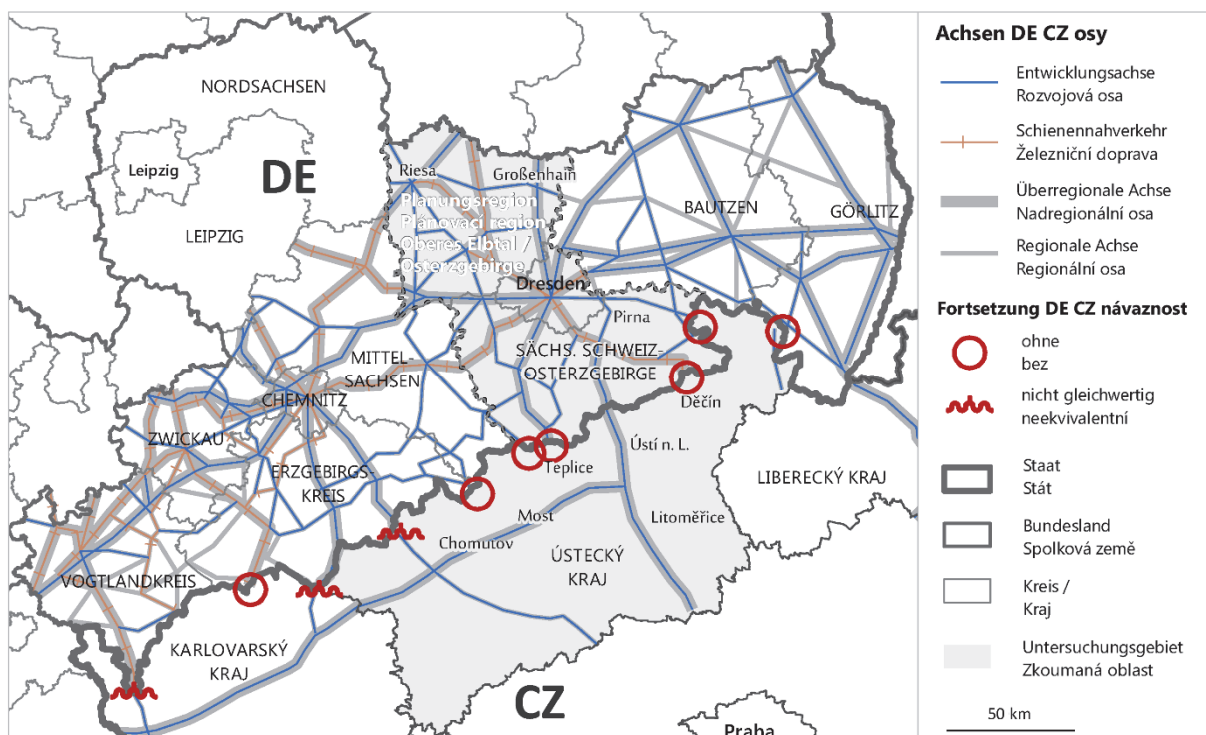 NORDSACHSEN
Leipzig
DE
LEIPZIG
Riesa
Großenhain
Planungsregion
Plánovací region
Oberes Elbtal /
Osterzgebirge
BAUTZEN
GÖRLITZ
Dresden
Pirna
MITTEL-
SACHSEN
SÄCHS. SCHWEIZ-
OSTERZGEBIRGE
CHEMNITZ
Děčín
ZWICKAU
Ústí n. L.
ERZGEBIRGS-
KREIS
Teplice
LIBERECKÝ KRAJ
Most
Litoměřice
Chomutov
ÚSTECKÝ
KRAJ
VOGTLANDKREIS
KARLOVARSKÝ
KRAJ
CZ
Praha
Achsen DE CZ osy
Entwicklungsachse
Rozvojová osa
Schienennahverkehr
Železniční doprava
Überregionale Achse
Nadregionální osa
Regionale Achse
Regionální osa
Fortsetzung DE CZ návaznost
ohne
bez
nicht gleichwertig
neekvivalentní
Staat
Stát
Bundesland
Spolková země
Kreis /
Kraj
Untersuchungsgebiet
Zkoumaná oblast
50 km